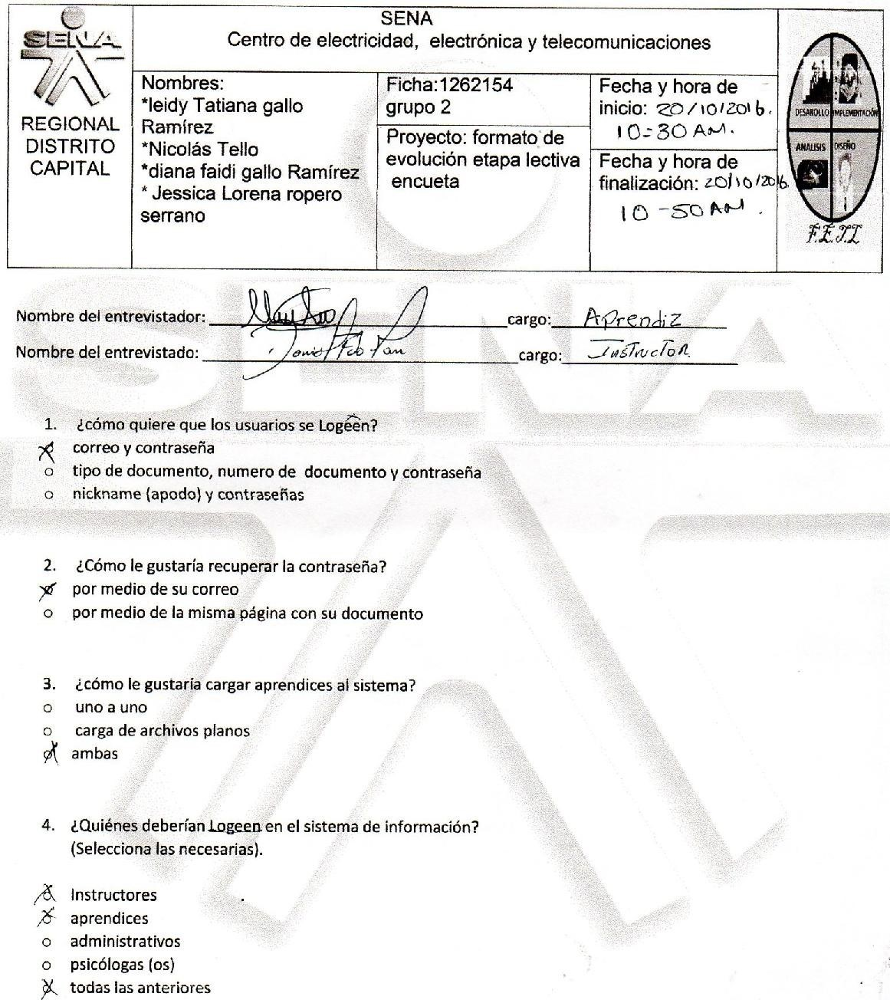 SENA
Centro de electricidad, electrónica y telecomunicaciones
SENA
REGIONAL
DISTRITO
CAPITAL
Nombres:
*leidy Tatiana gallo
Ramírez
*Nicolás Tello
*diana faidi gallo Ramírez
* Jessica Lorena ropero
serrano
Ficha:1262154
grupo 2
Proyecto: formato de
evolución etapa lectiva
encueta
Fecha y hora de
inicio: 20/10/2016.
10-30 AM.
Fecha y hora de
finalización: 20/10/2016.
10-50 AM.
DESAROLLO IMPLEMENTACIÓN
ANALISIS DISEÑO
F.E.T.I
Nombre del entrevistador: cargo: Aprendiz
Nombre del entrevistado: cargo: Instructor
SENA
1. ¿cómo quiere que los usuarios se Logéen?
correo y contraseña
o tipo de documento, numero de documento y contraseña
o nickname (apodo) y contraseñas
2. ¿Cómo le gustaría recuperar la contraseña?
por medio de su correo
o por medio de la misma página con su documento
3. ¿cómo le gustaría cargar aprendices al sistema?
o uno a uno
o carga de archivos planos
ambas
4. ¿Quiénes deberían Logeen en el sistema de información?
(Selecciona las necesarias).
Instructores
aprendices
o administrativos
o psicólogas (os)
todas las anteriores